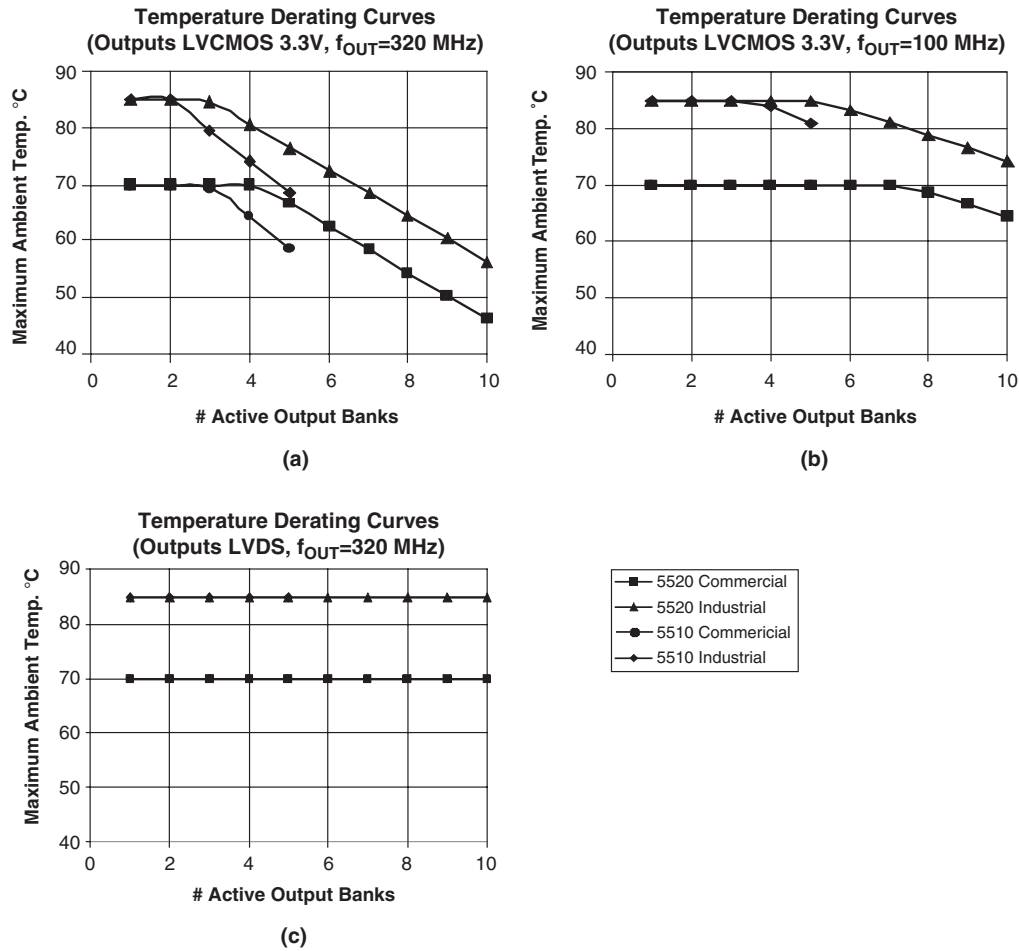 Temperature Derating Curves
(Outputs LVCMOS 3.3V, fOUT=320 MHz)
90
80
70
60
50
40
Maximum Ambient Temp. °C
0 2 4 6 8 10
# Active Output Banks
(a)
Temperature Derating Curves
(Outputs LVCMOS 3.3V, fOUT=100 MHz)
90
80
70
60
50
40
Maximum Ambient Temp. °C
0 2 4 6 8 10
# Active Output Banks
(b)
Temperature Derating Curves
(Outputs LVDS, fOUT=320 MHz)
90
80
70
60
50
40
Maximum Ambient Temp. °C
0 2 4 6 8 10
# Active Output Banks
(c)
5520 Commercial
5520 Industrial
5510 Commericial
5510 Industrial